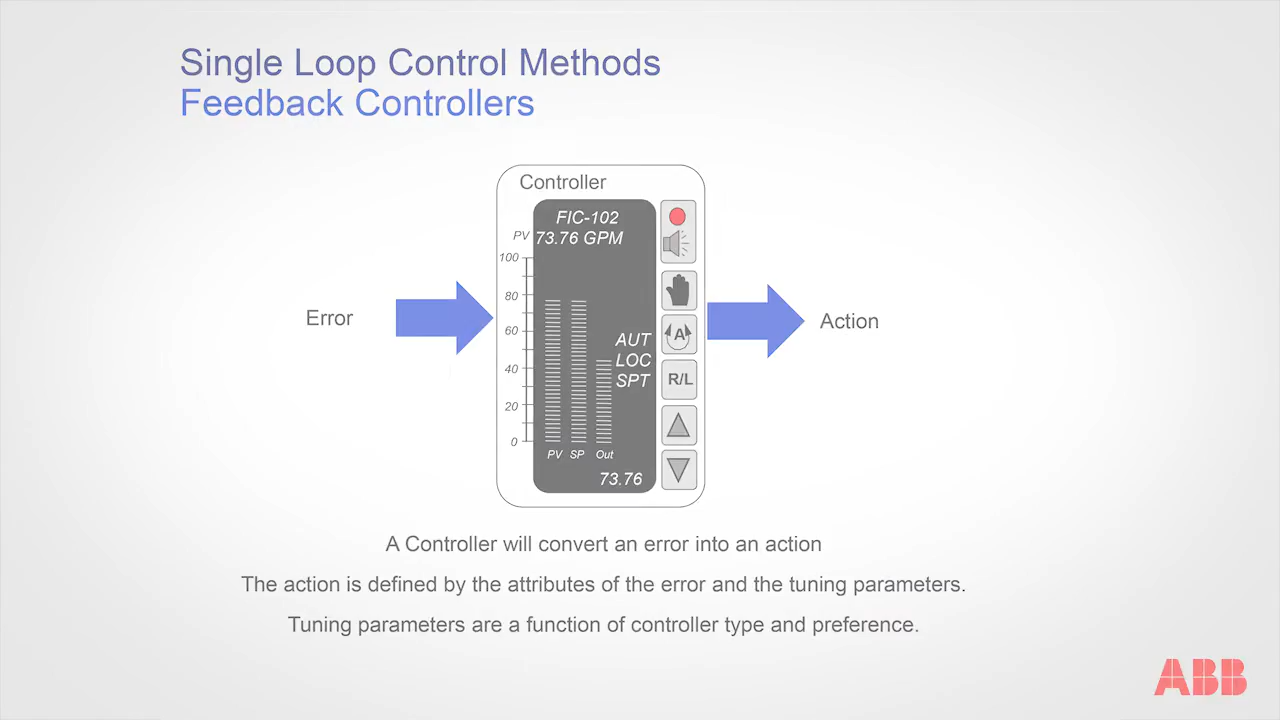 Single Loop Control Methods
Feedback Controllers
Controller
FIC-102
PV 73.76 GPM
100
80
60
40
20
0
AUT
LOC
SPT
PV SP Out
73.76
A
R/L
Error
Action
A Controller will convert an error into an action
The action is defined by the attributes of the error and the tuning parameters.
Tuning parameters are a function of controller type and preference.
ABB